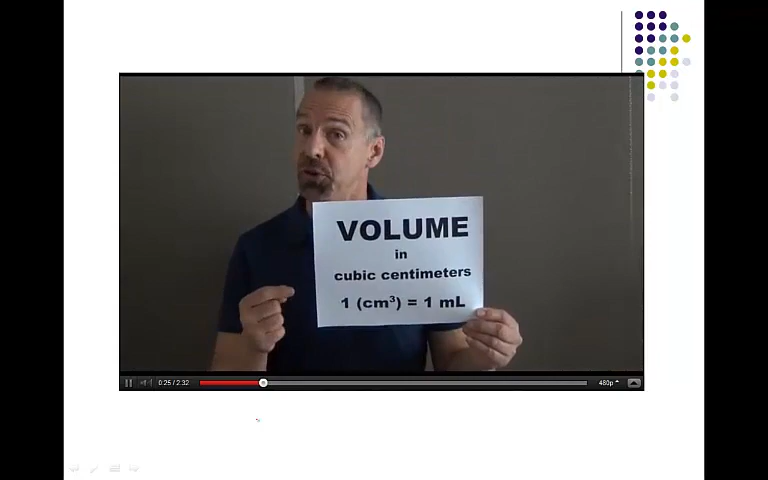 VOLUME
in
cubic centimeters
1 (cm³) = 1 mL
0:25 / 2:32
480p